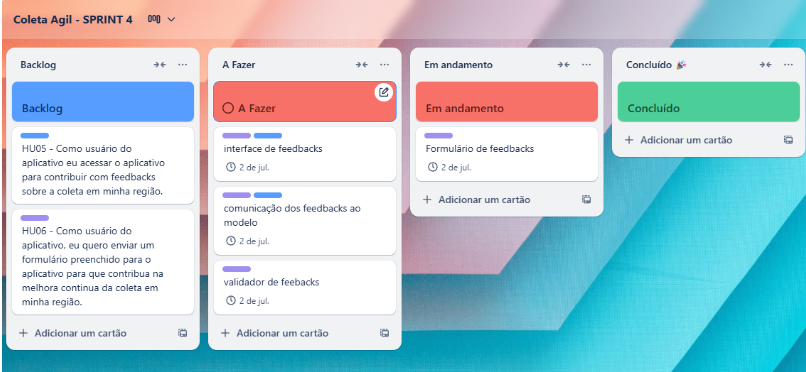 Coleta Agil - SPRINT 4
Backlog
Backlog
HU05 - Como usuário do
aplicativo eu acessar o aplicativo
para contribuir com feedbacks
sobre a coleta em minha região.
HU06 - Como usuário do
aplicativo, eu quero enviar um
formulário preenchido para o
aplicativo para que contribua na
melhora continua da coleta em
minha região.
Adicionar um cartão
A Fazer
A Fazer
interface de feedbacks
2 de jul.
comunicação dos feedbacks ao
modelo
2 de jul.
validador de feebacks
2 de jul.
Adicionar um cartão
Em andamento
Em andamento
Formulário de feedbacks
2 de jul.
Adicionar um cartão
Concluído 🎉
Concluído
Adicionar um cartão